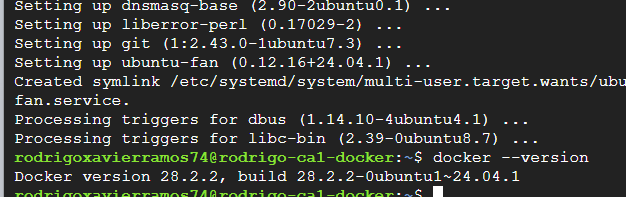 Setting up dnsmasq-base (2.90-2ubuntu0.1) ...
Setting up liberror-perl (0.17029-2) ...
Setting up git (1:2.43.0-1ubuntu7.3) ...
Setting up ubuntu-fan (0.12.16+24.04.1) ...
Created symlink /etc/systemd/system/multi-user.target.wants/ubu
fan.service.
Processing triggers for dbus (1.14.10-4ubuntu4.1) ...
Processing triggers for libc-bin (2.39-0ubuntu8.7) ...
rodrigoxavierramos74@rodrigo-ca1-docker:~$ docker --version
Docker version 28.2.2, build 28.2.2-0ubuntu1~24.04.1
rodrigoxavierramos74@rodrigo-ca1-docker:~$